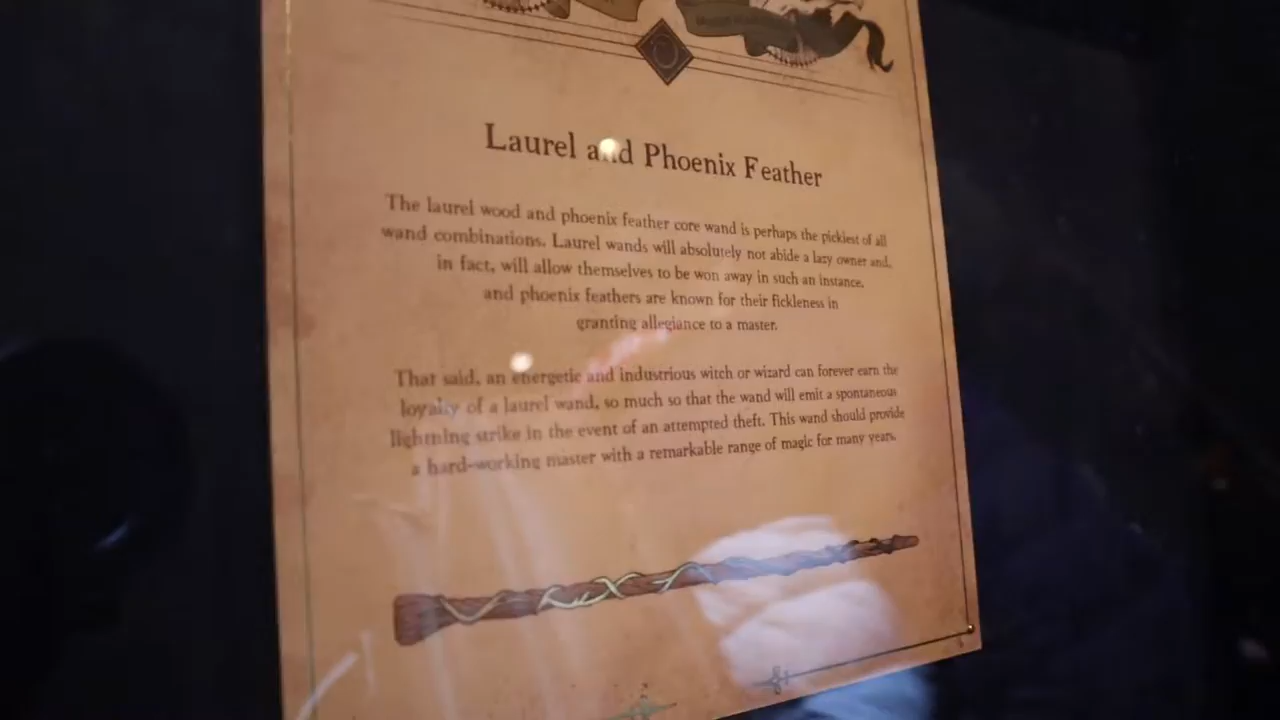 Laurel and Phoenix Feather
The laurel wood and phoenix feather core wand is perhaps the pickiest of all
wand combinations. Laurel wands will absolutely not abide a lazy owner and,
in fact, will allow themselves to be won away in such an instance,
and phoenix feathers are known for their fickleness in
granting allegiance to a master.
That said, an energetic and industrious witch or wizard can forever earn the
loyalty of a laurel wand, so much so that the wand will emit a spontaneous
lightning strike in the event of an attempted theft. This wand should provide
a hard-working master with a remarkable range of magic for many years.